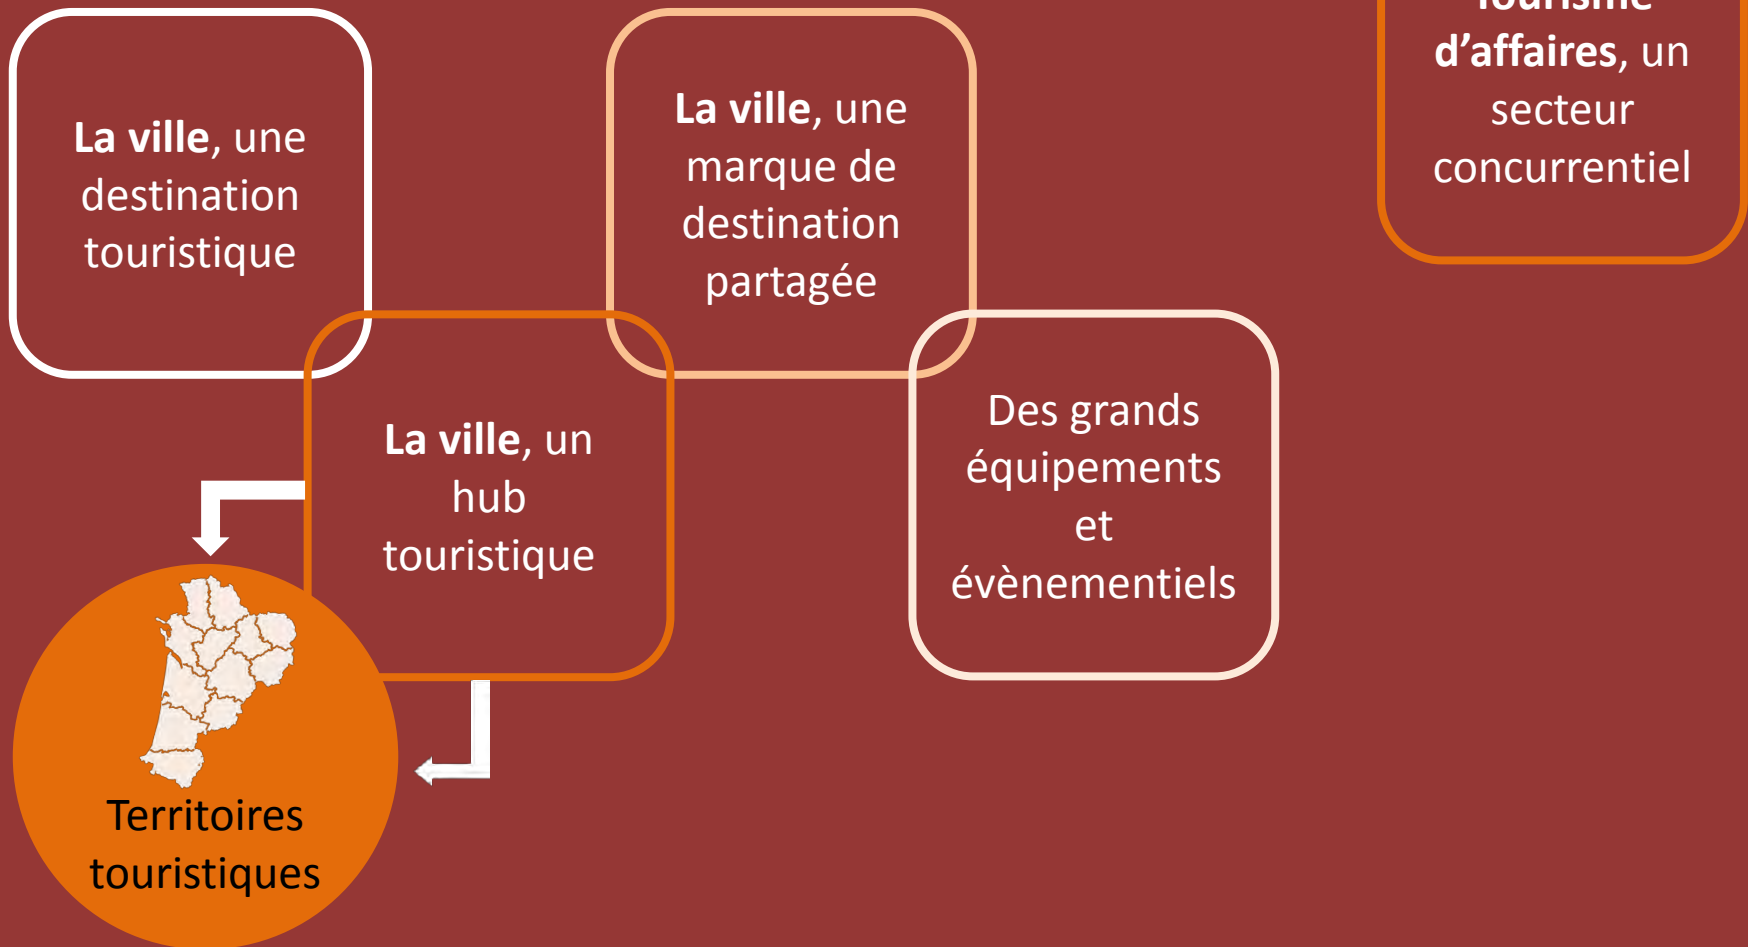 La ville, une
destination
touristique
La ville, une
marque de
destination
partagée
Tourisme
d’affaires, un
secteur
concurrentiel
La ville, un
hub
touristique
Des grands
équipements
et
évènementiels
Territoires
touristiques